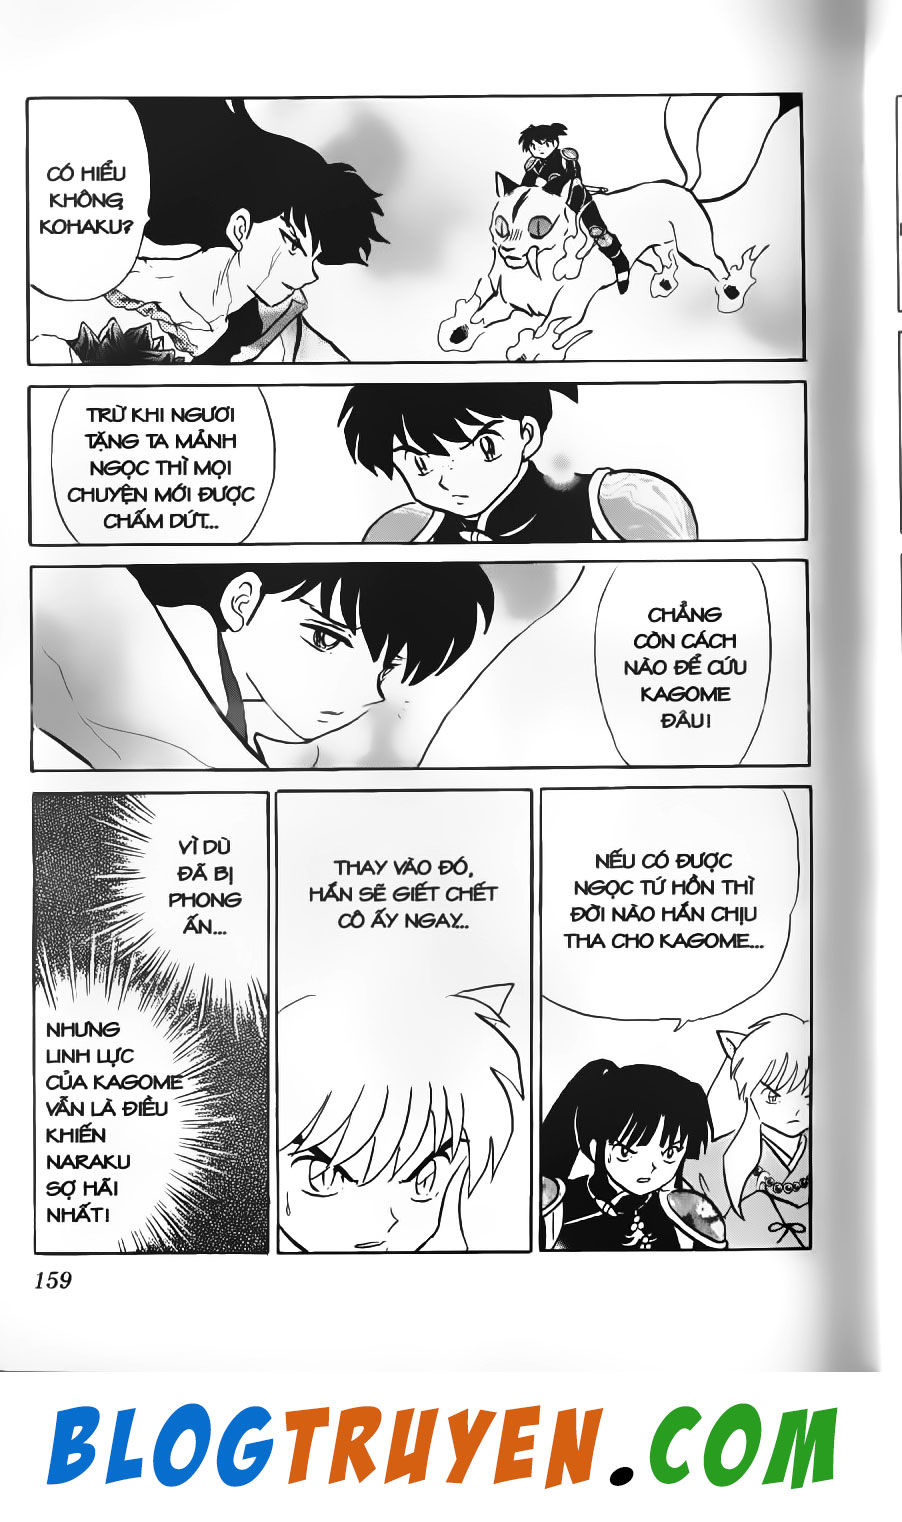 CÓ HIỂU
KHÔNG,
KOHAKU?
TRỪ KHI NGƯƠI
TẶNG TA MẢNH
NGỌC THÌ MỌI
CHUYỆN MỚI ĐƯỢC
CHẤM DỨT...
CHẲNG
CÒN CÁCH
NÀO ĐỂ CỨU
KAGOME
ĐÂU!
NẾU CÓ ĐƯỢC
NGỌC TỨ HỒN THÌ
ĐỜI NÀO HẮN CHỊU
THA CHO KAGOME...
THAY VÀO ĐÓ,
HẮN SẼ GIẾT CHẾT
CÔ ẤY NGAY...
VÌ DÙ
ĐÃ BỊ
PHONG
ẤN...
NHƯNG
LINH LỰC
CỦA KAGOME
VẪN LÀ ĐIỀU
KHIẾN
NARAKU
SỢ HÃI
NHẤT!
159
BLOGTRUYEN.COM